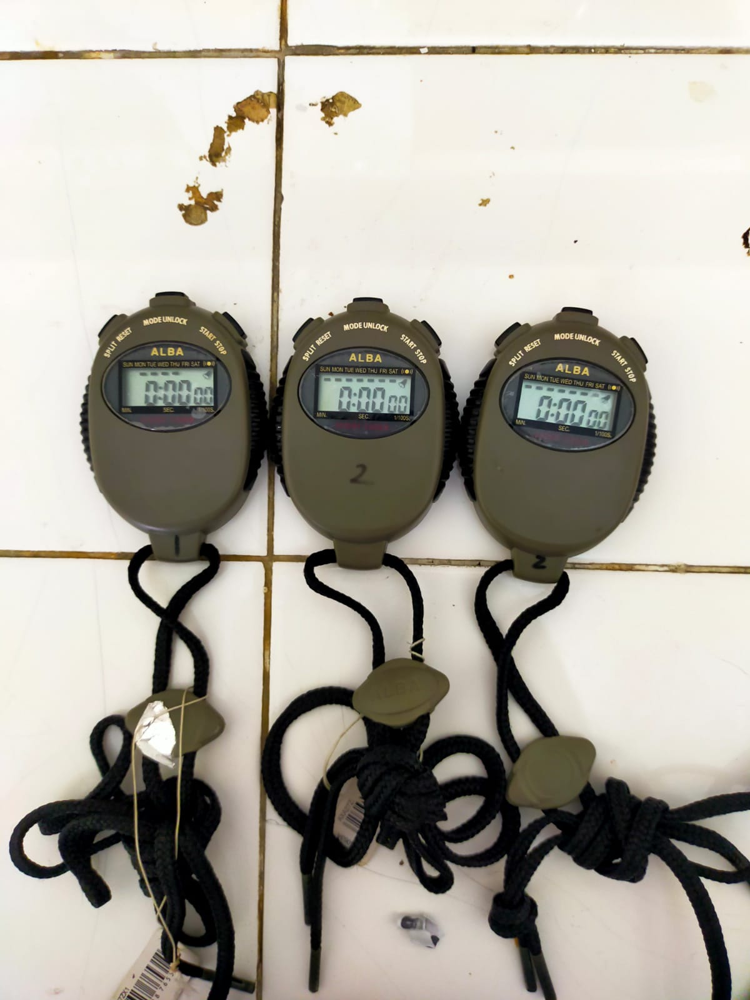 SPLIT RESET MODE UNLOCK START STOP
ALBA
SUN MON TUE WED THU FRI SAT
0:00 00
MIN. SEC. 1/100S.
1
SPLIT RESET MODE UNLOCK START STOP
ALBA
SUN MON TUE WED THU FRI SAT
0:00 00
MIN. SEC. 1/100S.
2
ALBA
SPLIT RESET MODE UNLOCK START STOP
ALBA
SUN MON TUE WED THU FRI SAT
0:00 00
MIN. SEC. 1/100S.
2